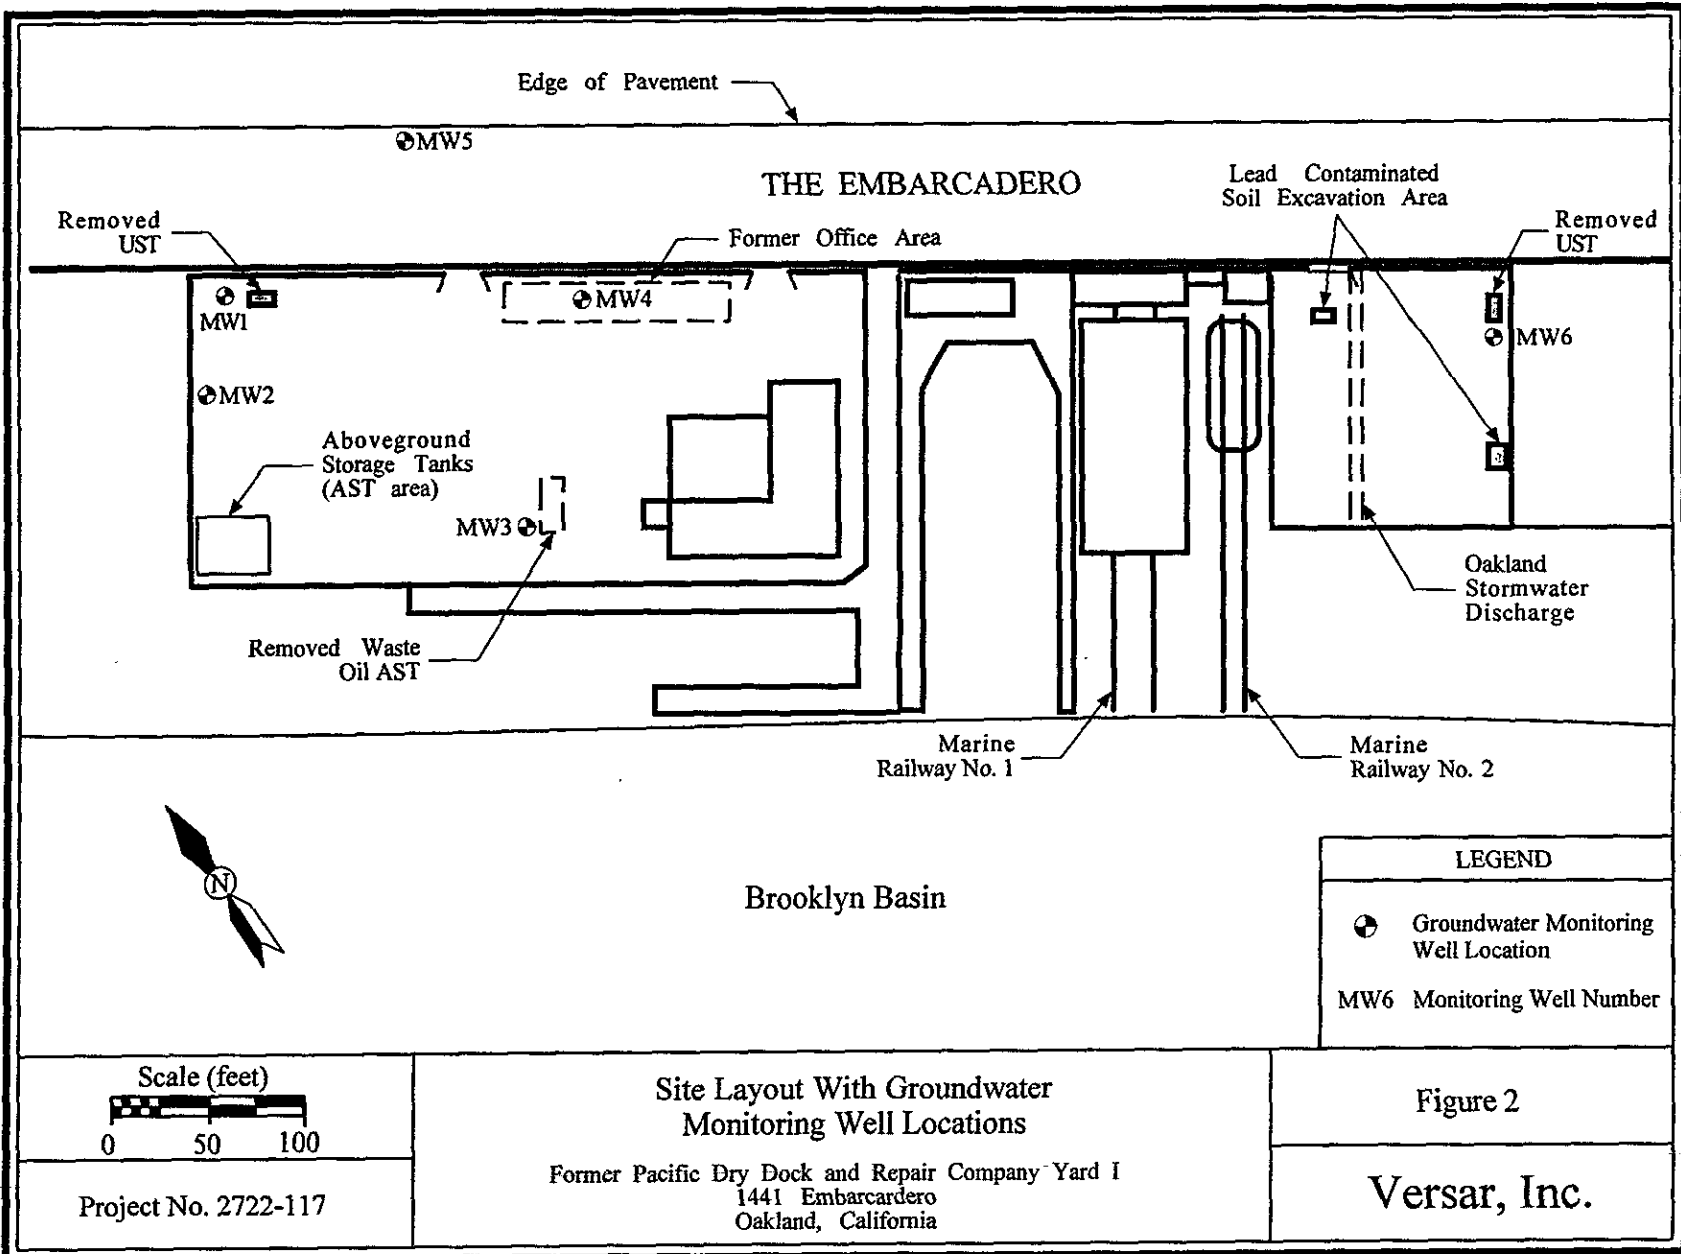 Edge of Pavement
MW5
THE EMBARCADERO
Lead Contaminated
Soil Excavation Area
Removed
UST
Former Office Area
Removed
UST
MW1
MW4
MW6
MW2
Aboveground
Storage Tanks
(AST area)
MW3
Oakland
Stormwater
Discharge
Removed Waste
Oil AST
Marine
Railway No. 1
Marine
Railway No. 2
N
Brooklyn Basin
LEGEND
Groundwater Monitoring
Well Location
MW6 Monitoring Well Number
Scale (feet)
0 50 100
Project No. 2722-117
Site Layout With Groundwater
Monitoring Well Locations
Former Pacific Dry Dock and Repair Company Yard I
1441 Embarcardero
Oakland, California
Figure 2
Versar, Inc.